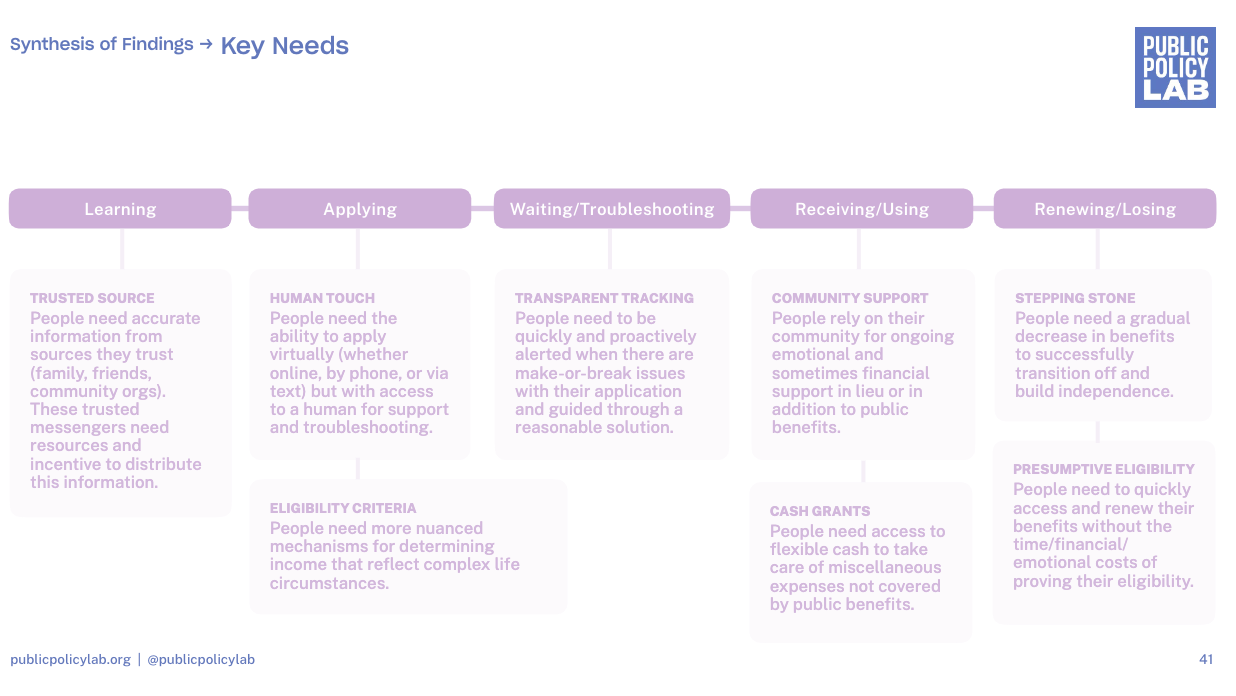 Synthesis of Findings → Key Needs
PUBLIC
POLICY
LAB
Learning
Applying
Waiting/Troubleshooting
Receiving/Using
Renewing/Losing
TRUSTED SOURCE
People need accurate
information from
sources they trust
(family, friends,
community orgs).
These trusted
messengers need
resources and
incentive to distribute
this information.
HUMAN TOUCH
People need the
ability to apply
virtually (whether
online, by phone, or via
text) but with access
to a human for support
and troubleshooting.
ELIGIBILITY CRITERIA
People need more nuanced
mechanisms for determining
income that reflect complex life
circumstances.
TRANSPARENT TRACKING
People need to be
quickly and proactively
alerted when there are
make-or-break issues
with their application
and guided through a
reasonable solution.
COMMUNITY SUPPORT
People rely on their
community for ongoing
emotional and
sometimes financial
support in lieu or in
addition to public
benefits.
CASH GRANTS
People need access to
flexible cash to take
care of miscellaneous
expenses not covered
by public benefits.
STEPPING STONE
People need a gradual
decrease in benefits
to successfully
transition off and
build independence.
PRESUMPTIVE ELIGIBILITY
People need to quickly
access and renew their
benefits without the
time/financial/
emotional costs of
proving their eligibility.
publicpolicylab.org | @publicpolicylab
41